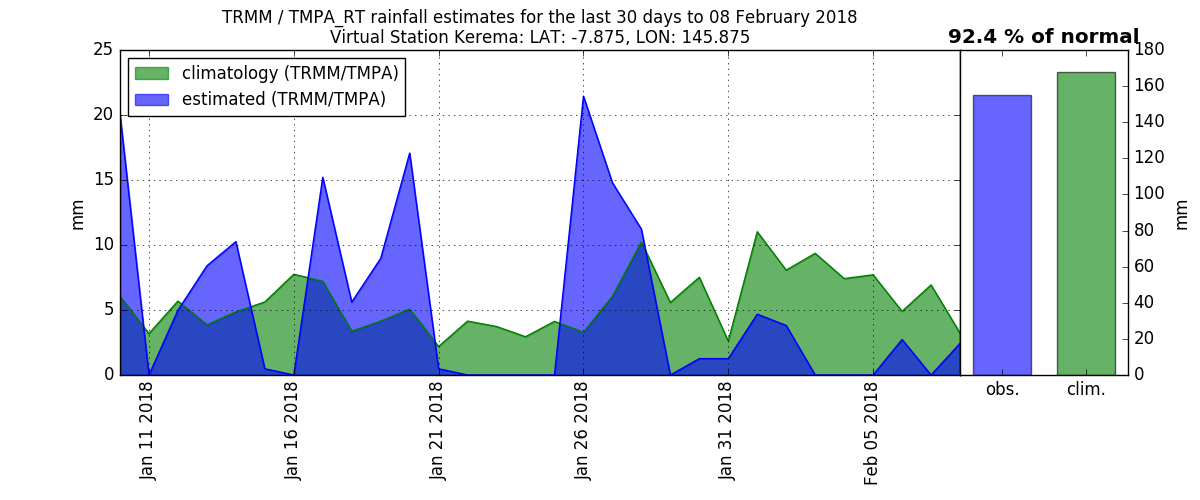 TRMM / TMPA_RT rainfall estimates for the last 30 days to 08 February 2018
Virtual Station Kerema: LAT: -7.875, LON: 145.875
92.4 % of normal
climatology (TRMM/TMPA)
estimated (TRMM/TMPA)
mm
25
20
15
10
5
0
Jan 11 2018
Jan 16 2018
Jan 21 2018
Jan 26 2018
Jan 31 2018
Feb 05 2018
obs.
clim.
180
160
140
120
100
80
60
40
20
0
mm